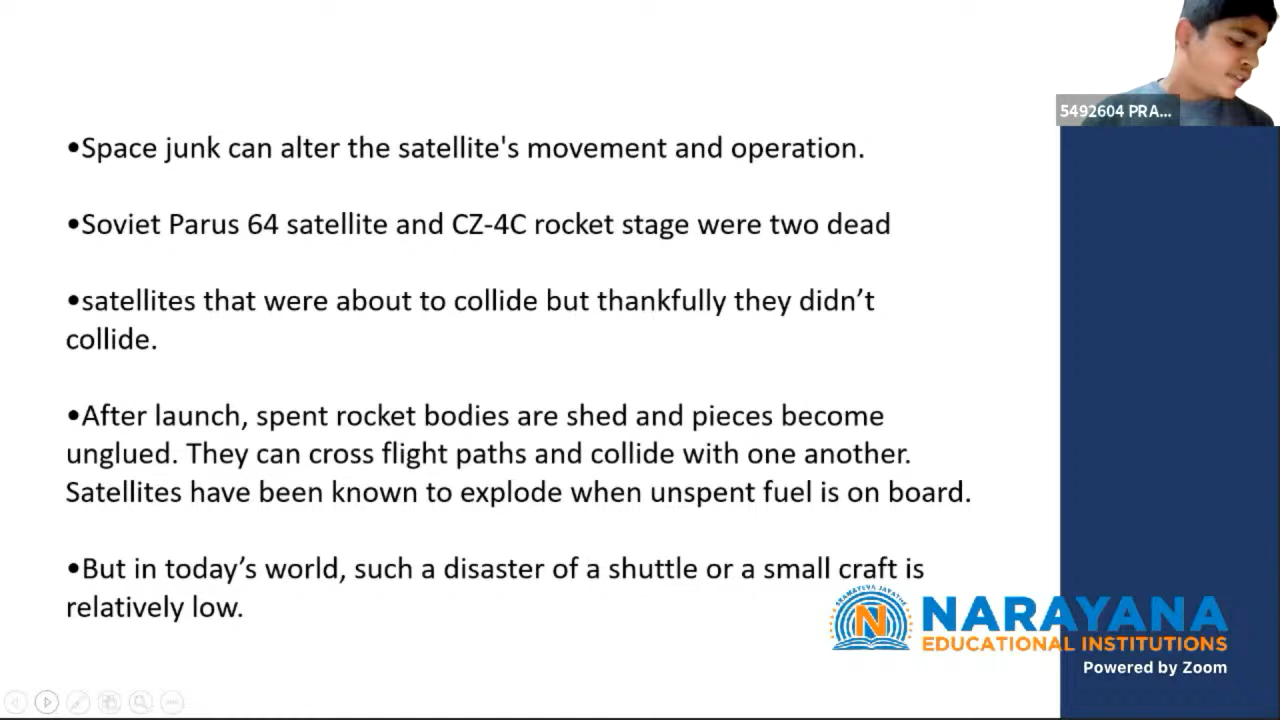 5492604 PRA...
•Space junk can alter the satellite's movement and operation.
•Soviet Parus 64 satellite and CZ-4C rocket stage were two dead
•satellites that were about to collide but thankfully they didn’t
collide.
•After launch, spent rocket bodies are shed and pieces become
unglued. They can cross flight paths and collide with one another.
Satellites have been known to explode when unspent fuel is on board.
•But in today’s world, such a disaster of a shuttle or a small craft is
relatively low.
SRAMAYEVA JAYATHE
N
NARAYANA
EDUCATIONAL INSTITUTIONS
Powered by Zoom